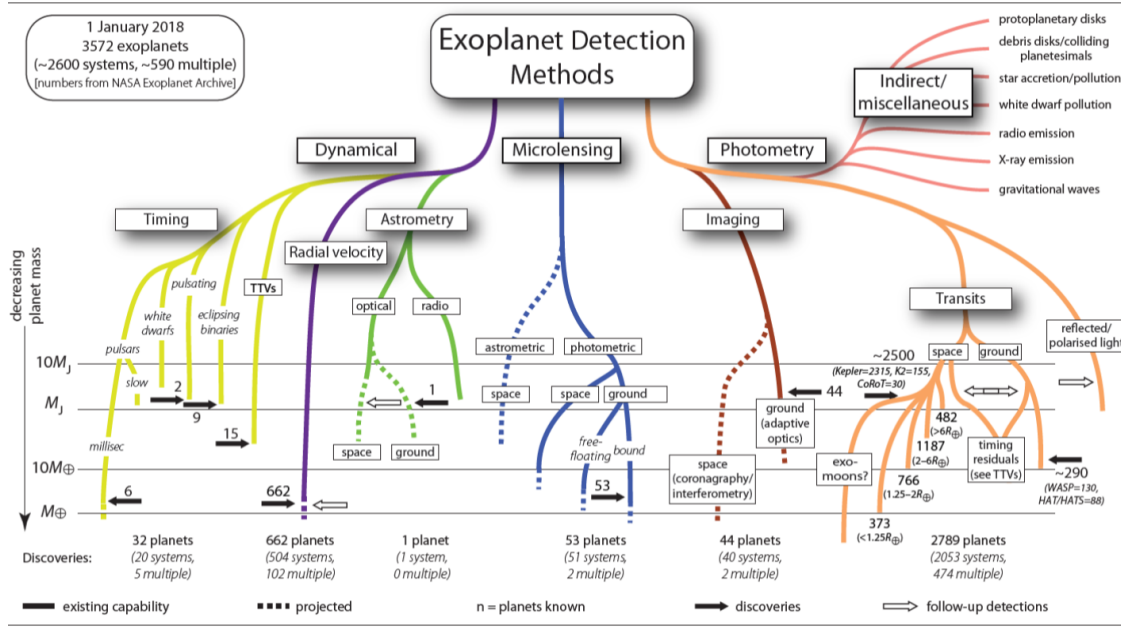 1 January 2018
3572 exoplanets
(~2600 systems, ~590 multiple)
[numbers from NASA Exoplanet Archive]
Exoplanet Detection
Methods
Indirect/
miscellaneous
protoplanetary disks
debris disks/colliding
planetesimals
star accretion/pollution
white dwarf pollution
radio emission
X-ray emission
gravitational waves
Dynamical
Microlensing
Photometry
Timing
Astrometry
Imaging
Radial velocity
Transits
decreasing
planet mass
pulsating
TTVs
white
dwarfs
eclipsing
binaries
pulsars
slow
millisec
optical
radio
astrometric
photometric
space
ground
reflected/
polarised light
10MJ
MJ
10M⊕
M⊕
2
9
15
6
662
1
space
ground
space
space
ground
free-
floating
bound
53
44
ground
(adaptive
optics)
space
(coronagraphy/
interferometry)
~2500
(Kepler=2315, K2=155,
CoRoT=30)
exo-
moons?
482
(>6R⊕)
1187
(2–6R⊕)
766
(1.25–2R⊕)
373
(<1.25R⊕)
timing
residuals
(see TTVs)
~290
(WASP=130,
HAT/HATS=88)
Discoveries:
32 planets
(20 systems,
5 multiple)
662 planets
(504 systems,
102 multiple)
1 planet
(1 system,
0 multiple)
53 planets
(51 systems,
2 multiple)
44 planets
(40 systems,
2 multiple)
2789 planets
(2053 systems,
474 multiple)
existing capability
projected
n = planets known
discoveries
follow-up detections